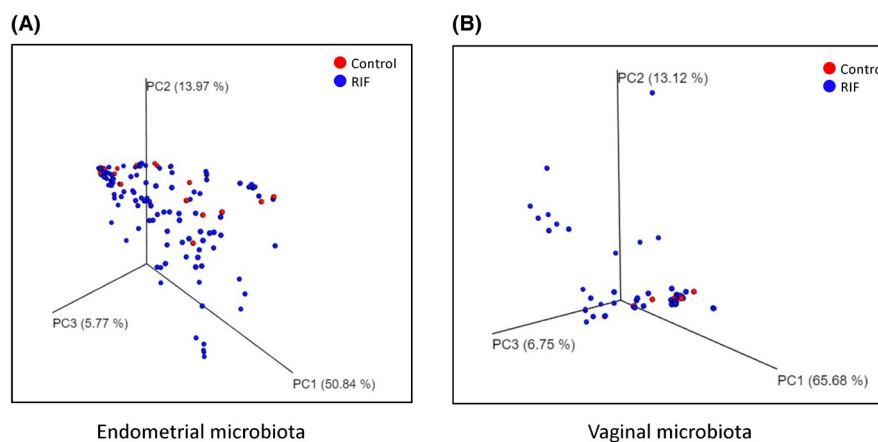 (A)
Control
RIF
PC2 (13.97 %)
PC3 (5.77 %)
PC1 (50.84 %)
Endometrial microbiota
(B)
Contr
RIF
PC2 (13.12 %)
PC3 (6.75 %)
PC1 (65.68 %)
Vaginal microbiota